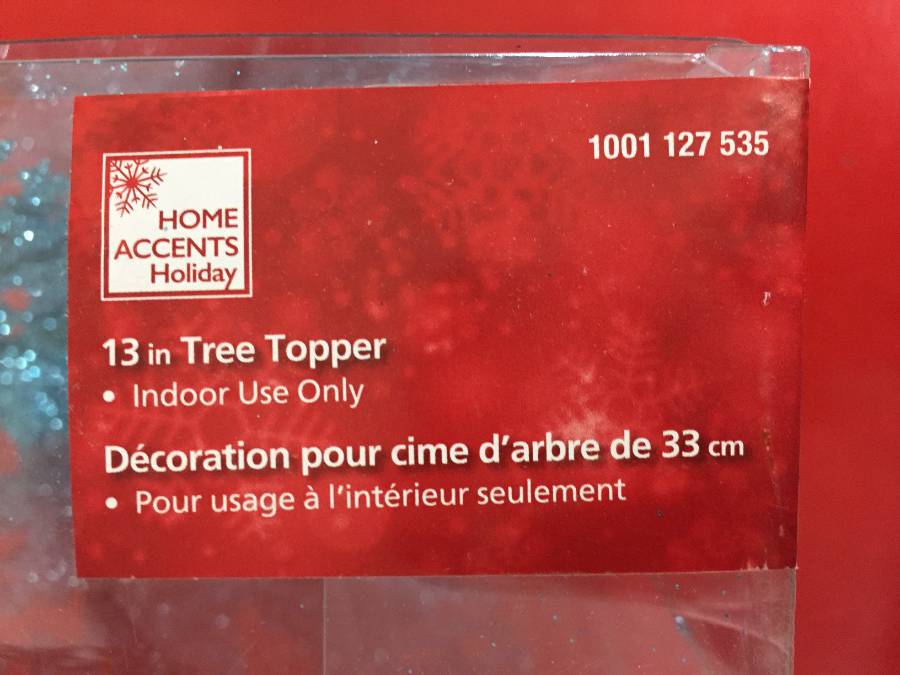 1001 127 535
HOME
ACCENTS
Holiday
13 in Tree Topper
• Indoor Use Only
Décoration pour cime d'arbre de 33 cm
• Pour usage à l'intérieur seulement